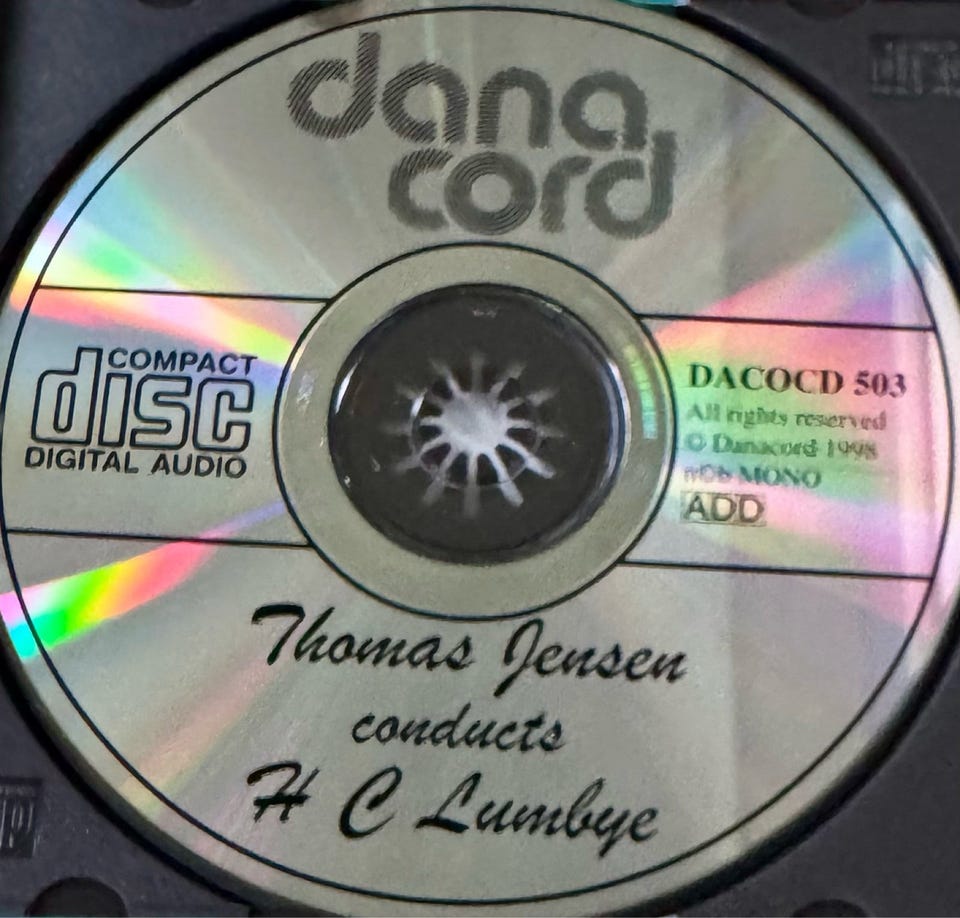 dana
cord
COMPACT
disc
DIGITAL AUDIO
DACOCD 503
All rights reserved
© Danacord 1998
ncb MONO
ADD
Thomas Jensen
conducts
H C Lumbye